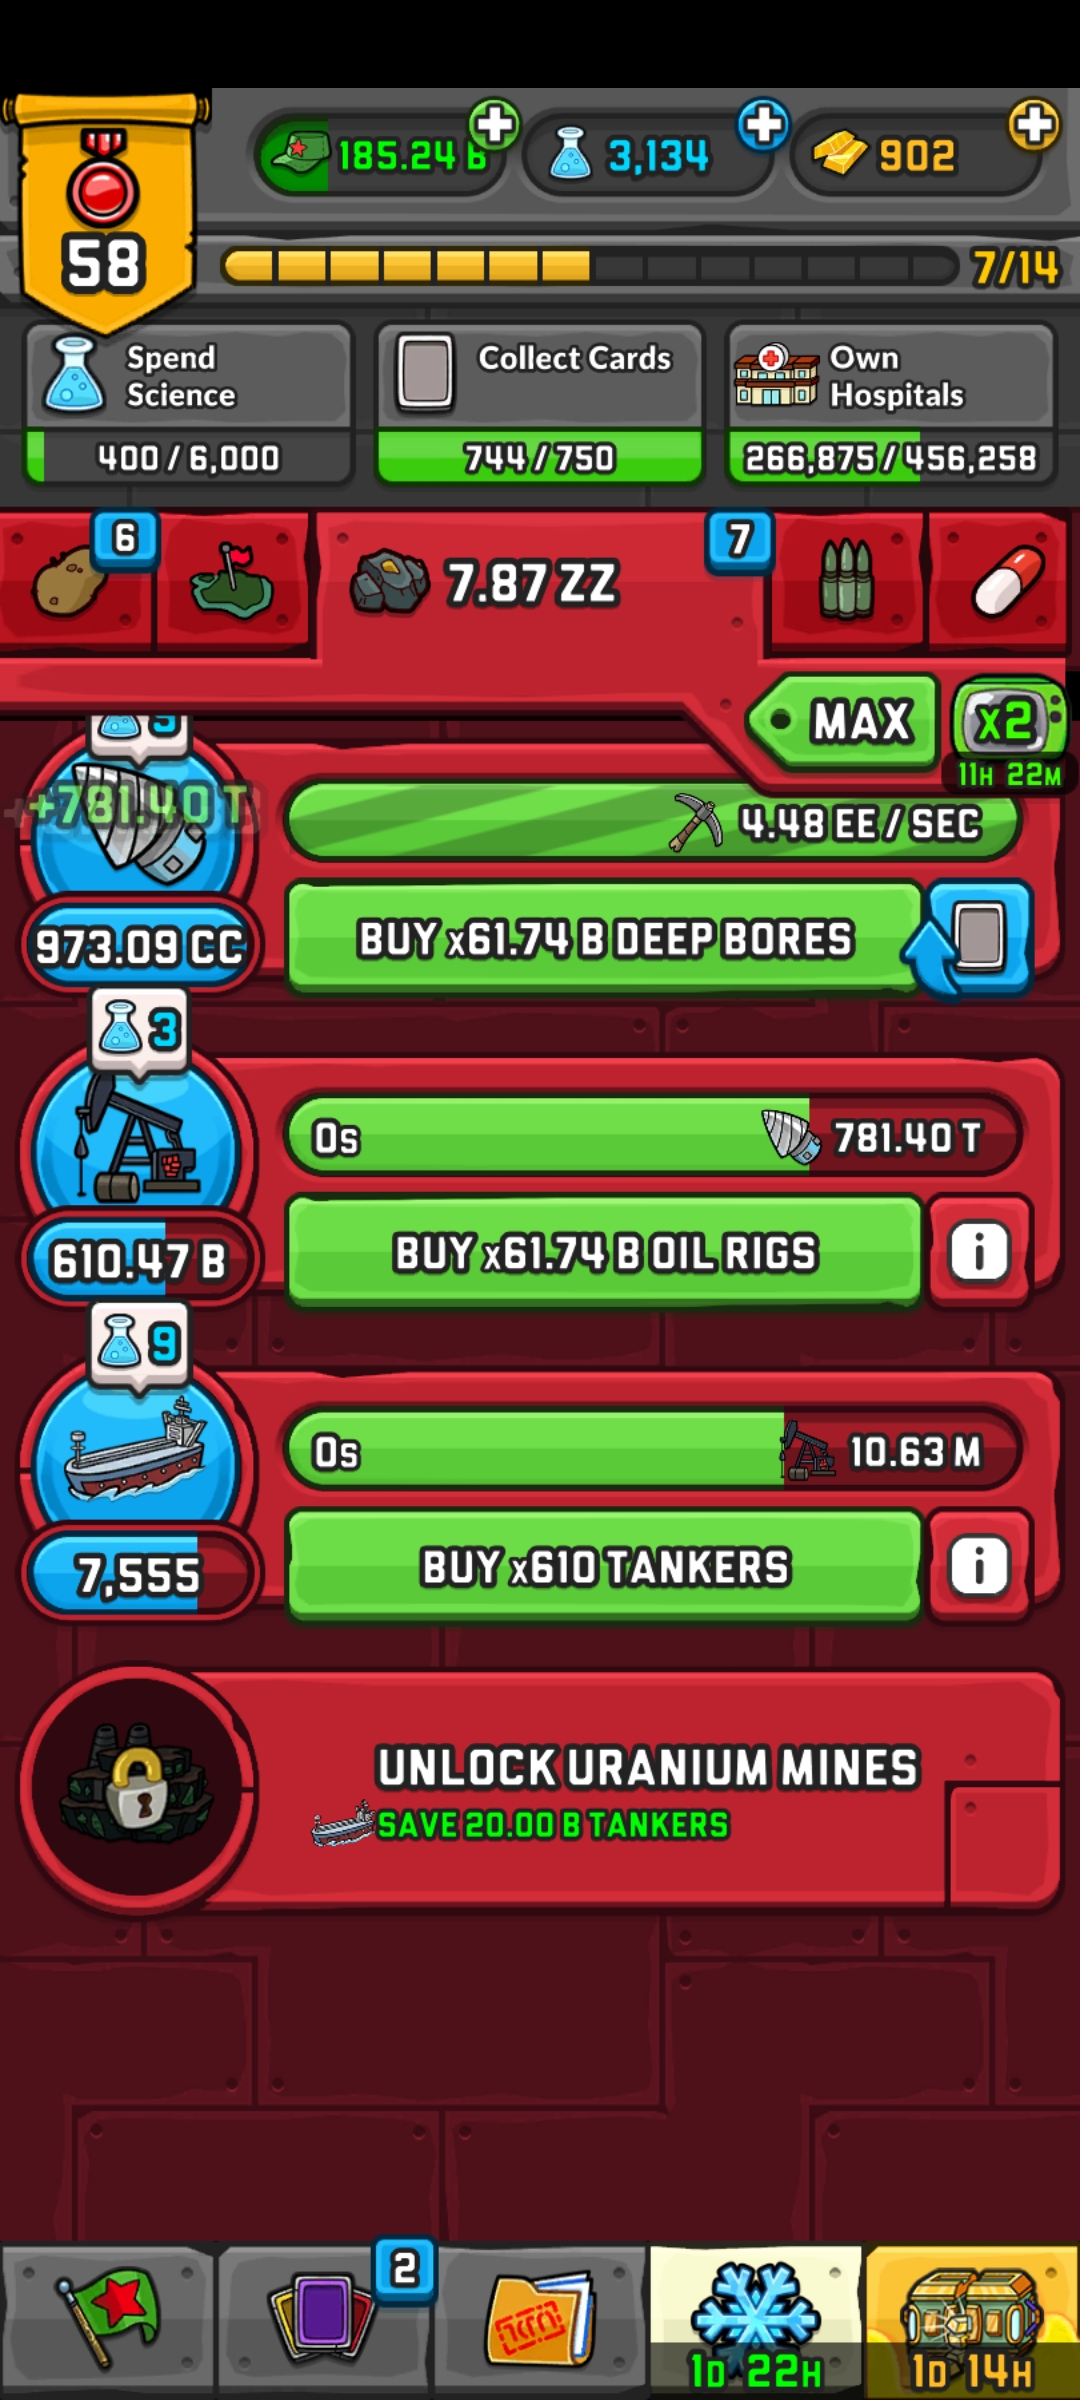 58
185.24 B
3,134
902
7/14
Spend
Science
400 / 6,000
Collect Cards
744 / 750
Own
Hospitals
266,875 / 456,258
6
7.87 ZZ
7
MAX
x2
11H 22M
+781.40 T
4.48 EE / SEC
973.09 CC
BUY x61.74 B DEEP BORES
3
0s
781.40 T
610.47 B
BUY x61.74 B OIL RIGS
i
9
0s
10.63 M
7,555
BUY x610 TANKERS
i
UNLOCK URANIUM MINES
SAVE 20.00 B TANKERS
2
1D 22H
1D 14H